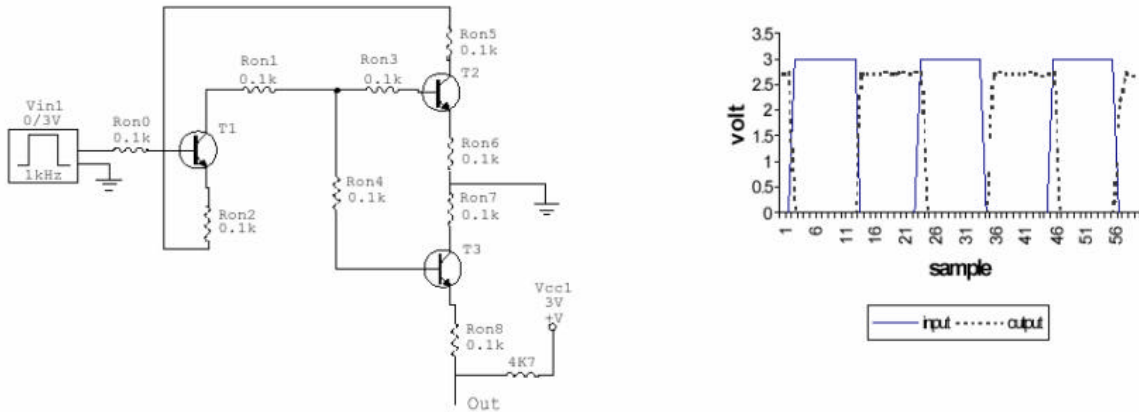 Ron5
0.1k
Ron1
0.1k
Ron3
0.1k
T2
Vin1
0/3V
Ron0
0.1k
T1
1kHz
Ron6
0.1k
Ron4
0.1k
Ron2
0.1k
Ron7
0.1k
T3
Vcc1
3V
+V
Ron8
0.1k
4K7
Out
volt
3.5
3
2.5
2
1.5
1
0.5
0
1
6
11
16
21
26
31
36
41
46
51
56
sample
input
output